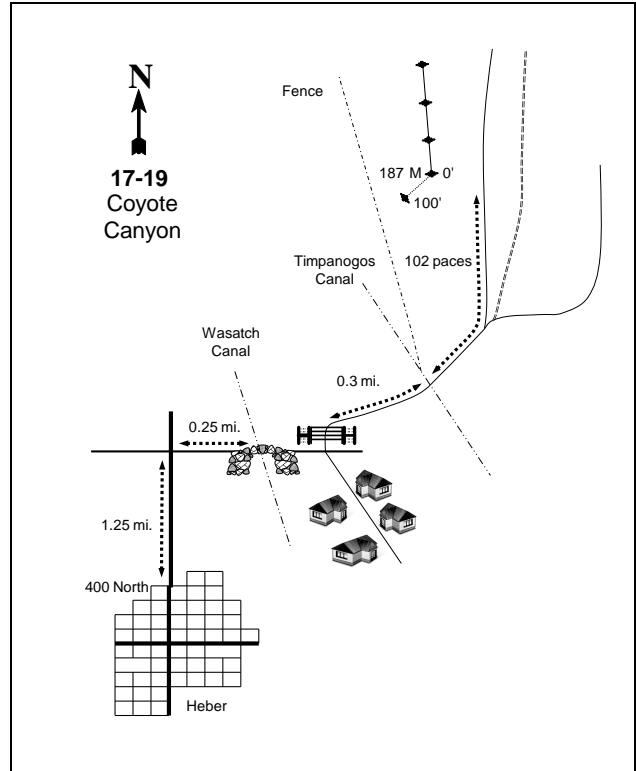 N
17-19
Coyote
Canyon
Fence
187 M
0'
100'
102 paces
Timpanogos
Canal
Wasatch
Canal
0.3 mi.
0.25 mi.
1.25 mi.
400 North
Heber